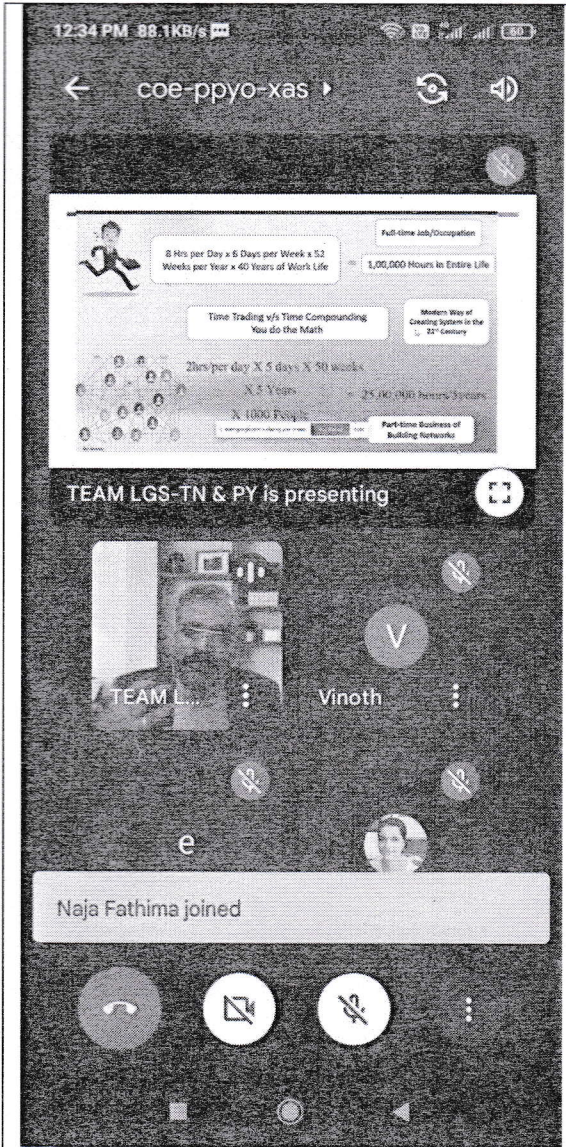 12:34 PM 88.1KB/s
60
coe-ppyo-xas
Full-time Job/Occupation
8 Hrs per Day x 6 Days per Week x 52
Weeks per Year x 40 Years of Work Life
= 1,00,000 Hours in Entire Life
Time Trading v/s Time Compounding
You do the Math
Modern Way of
Creating System in the
21st Century
2hrs/per day X 5 days X 50 weeks
X 5 Years
= 25,00,000 hours/5years
X 1000 People
Part-time Business of
Building Networks
TEAM LGS-TN & PY is presenting
TEAM L...
V
Vinoth
e
Naja Fathima joined